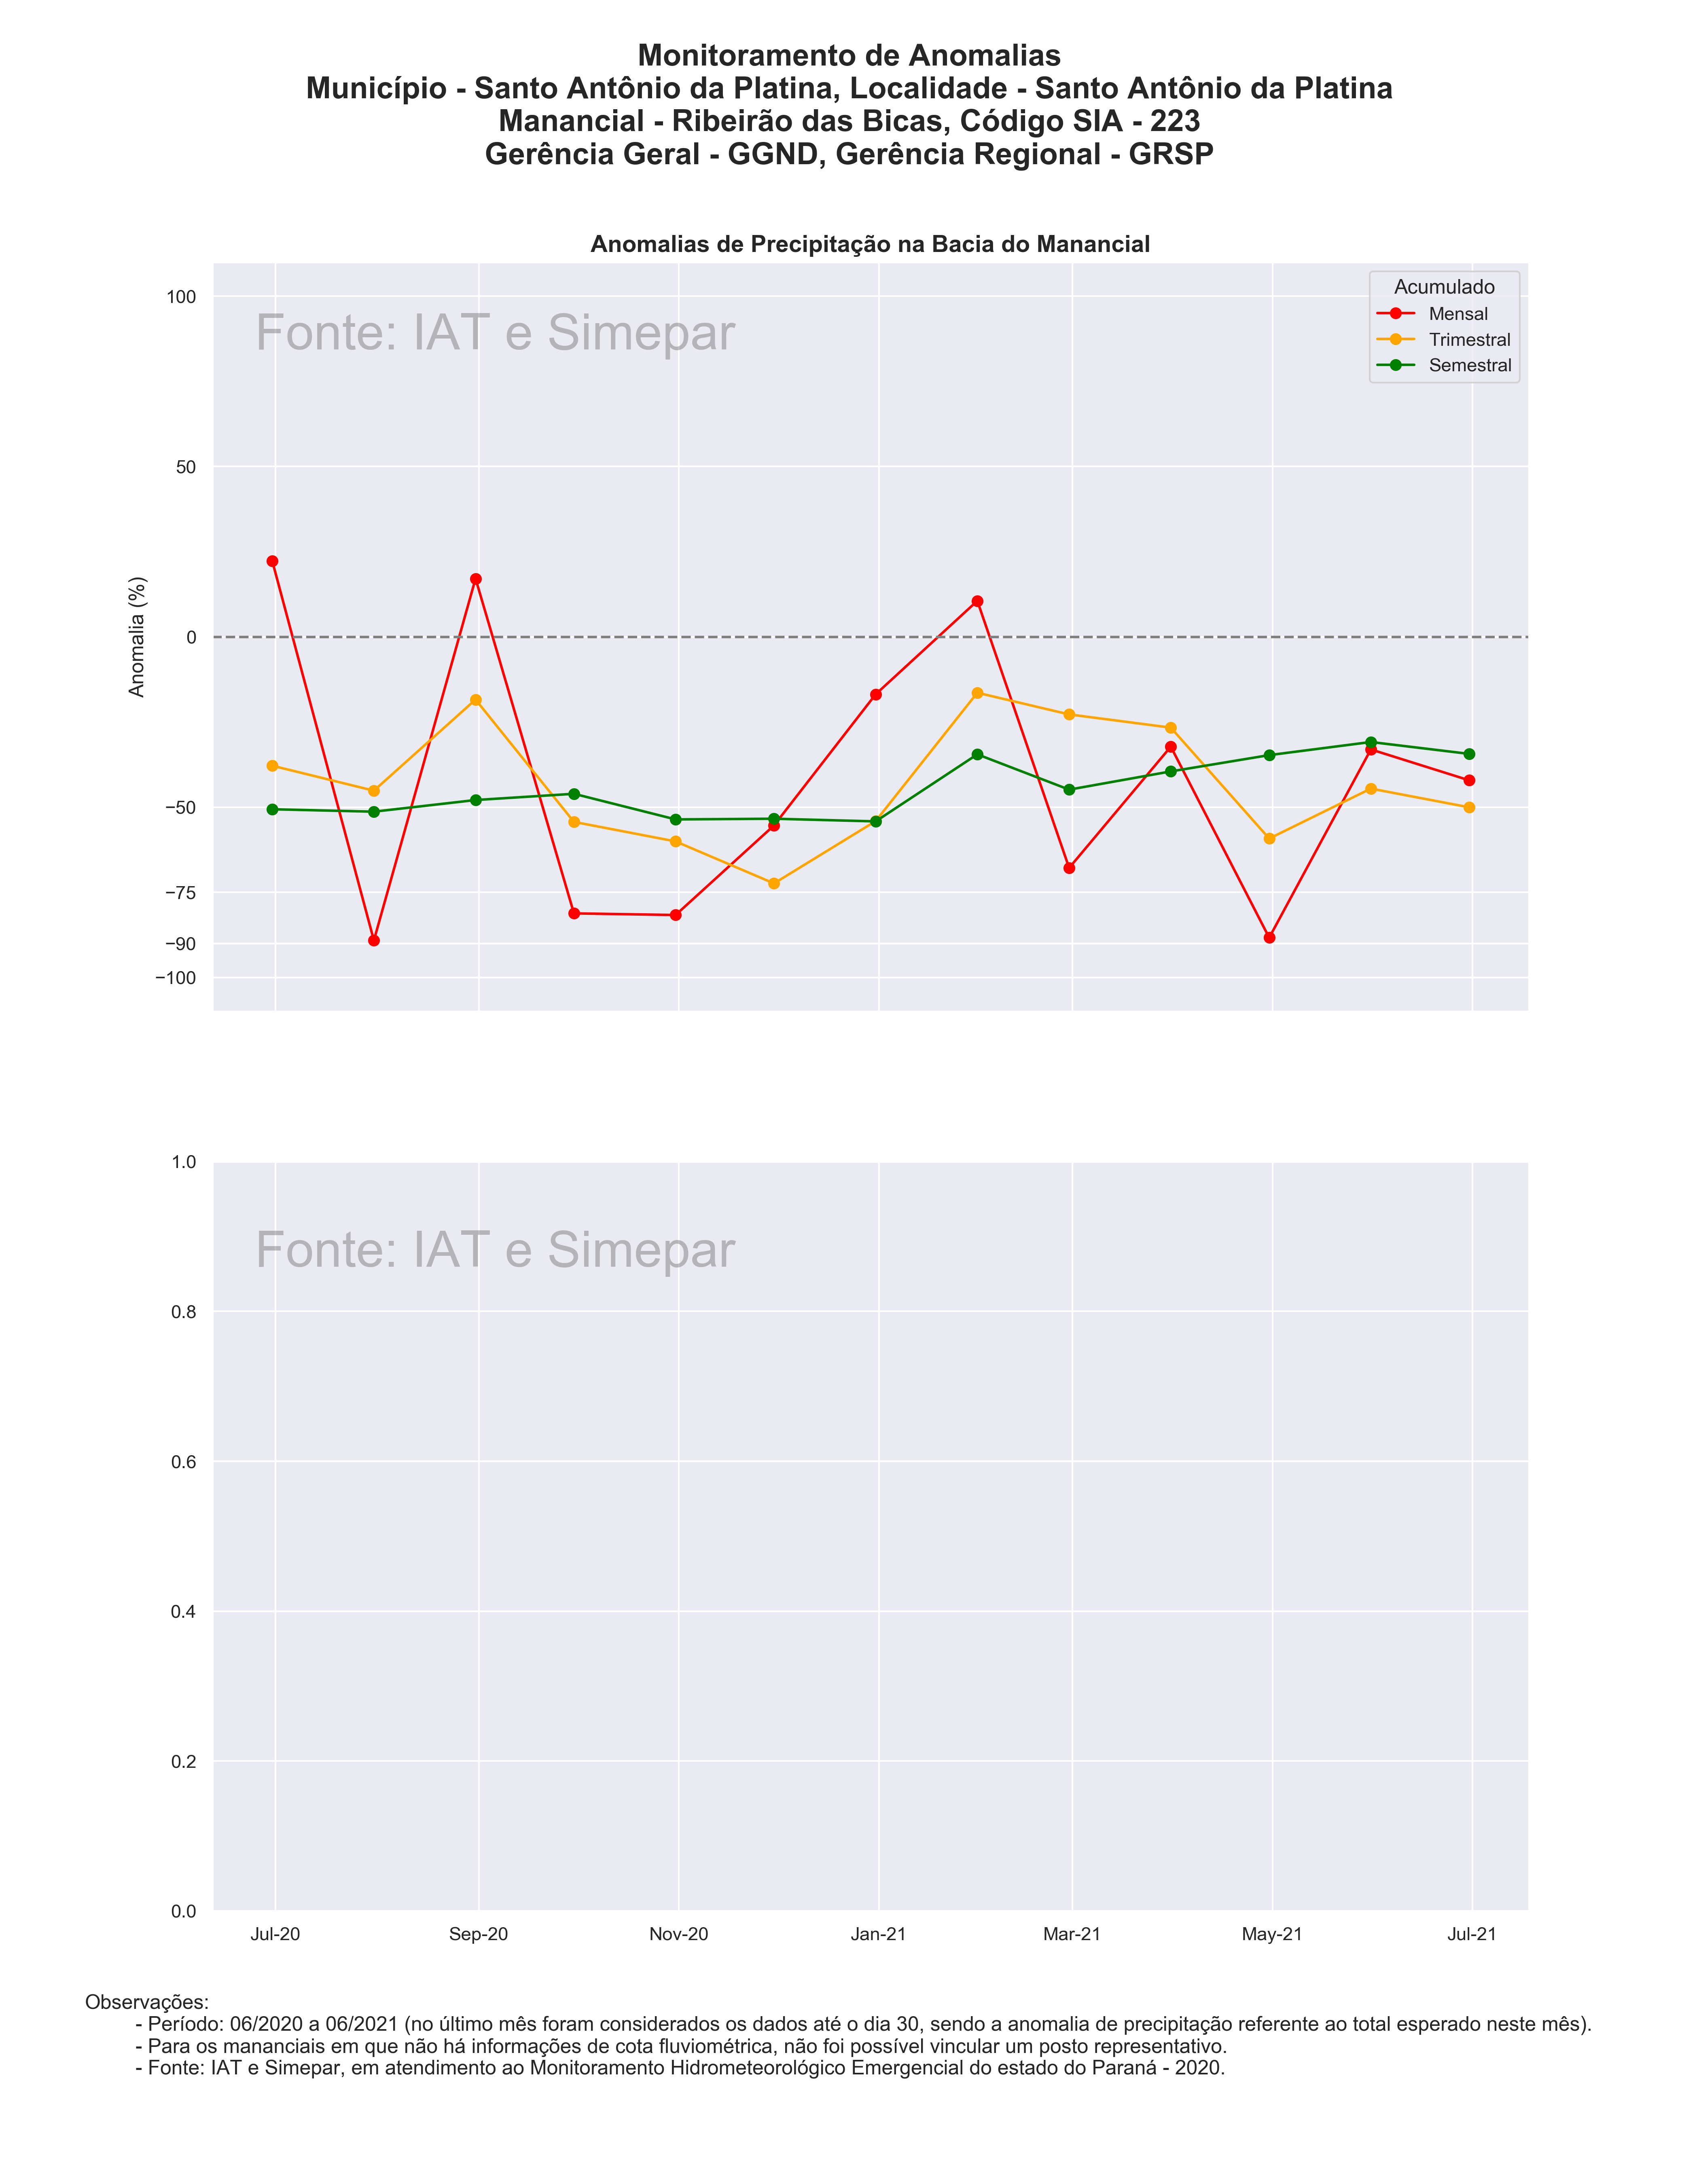 Monitoramento de Anomalias
Município - Santo Antônio da Platina, Localidade - Santo Antônio da Platina
Manancial - Ribeirão das Bicas, Código SIA - 223
Gerência Geral - GGND, Gerência Regional - GRSP
Anomalias de Precipitação na Bacia do Manancial
Fonte: IAT e Simepar
Acumulado
Mensal
Trimestral
Semestral
Anomalia (%)
100
50
0
−50
−75
−90
−100
Fonte: IAT e Simepar
1.0
0.8
0.6
0.4
0.2
0.0
Jul-20 Sep-20 Nov-20 Jan-21 Mar-21 May-21 Jul-21
Observações:
- Período: 06/2020 a 06/2021 (no último mês foram considerados os dados até o dia 30, sendo a anomalia de precipitação referente ao total esperado neste mês).
- Para os mananciais em que não há informações de cota fluviométrica, não foi possível vincular um posto representativo.
- Fonte: IAT e Simepar, em atendimento ao Monitoramento Hidrometeorológico Emergencial do estado do Paraná - 2020.